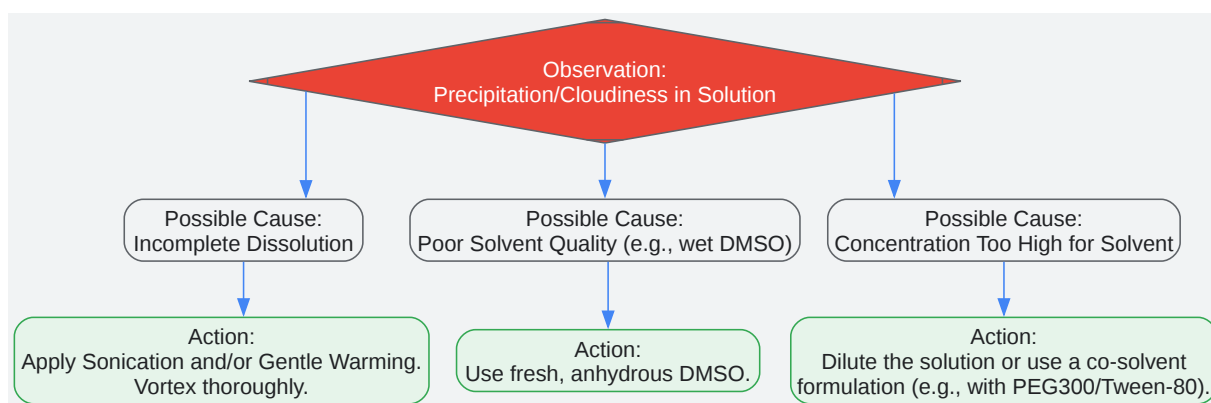 Observation:
Precipitation/Cloudiness in Solution
Possible Cause:
Incomplete Dissolution
Possible Cause:
Poor Solvent Quality (e.g., wet DMSO)
Possible Cause:
Concentration Too High for Solvent
Action:
Apply Sonication and/or Gentle Warming.
Vortex thoroughly.
Action:
Use fresh, anhydrous DMSO.
Action:
Dilute the solution or use a co-solvent
formulation (e.g., with PEG300/Tween-80).